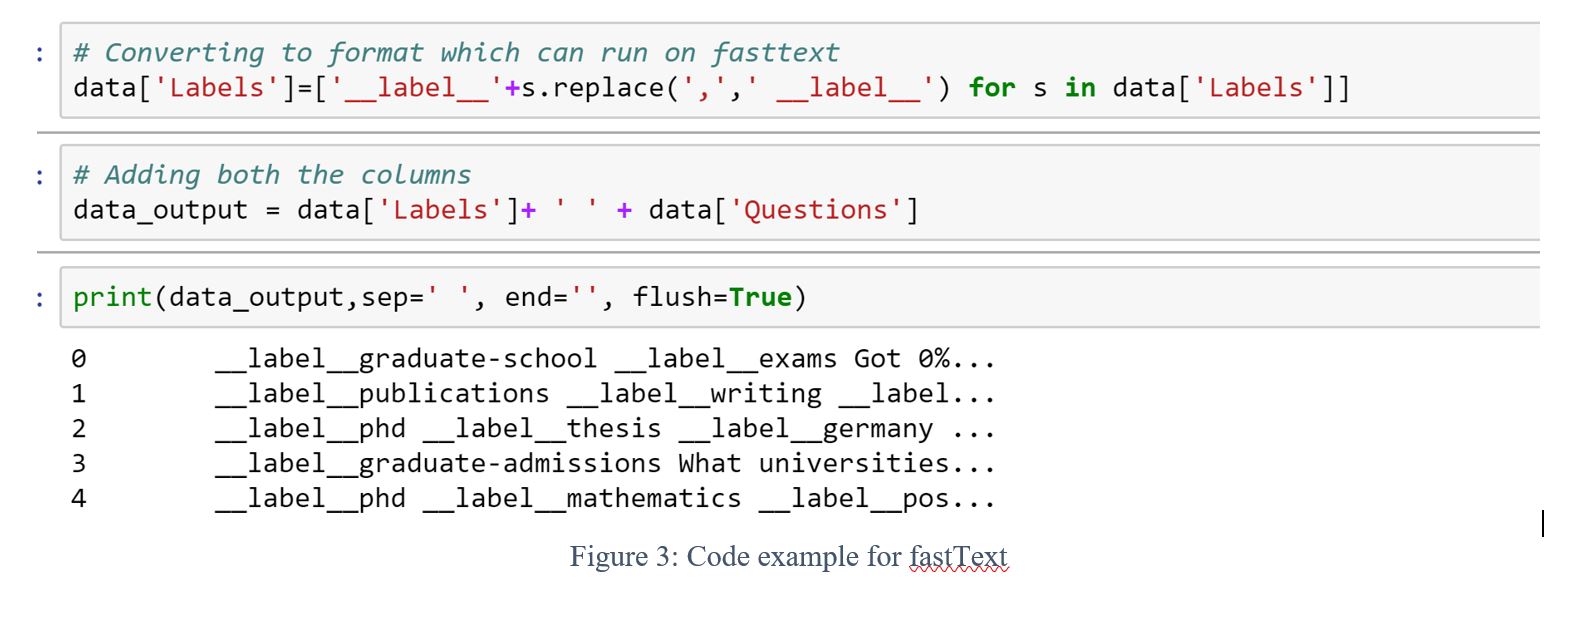 : # Converting to format which can run on fasttext
data['Labels']=['__label__'+s.replace(',',' __label__') for s in data['Labels']]
: # Adding both the columns
data_output = data['Labels']+ ' ' + data['Questions']
: print(data_output,sep=' ', end='', flush=True)
0 __label__graduate-school __label__exams Got 0%...
1 __label__publications __label__writing __label...
2 __label__phd __label__thesis __label__germany ...
3 __label__graduate-admissions What universities...
4 __label__phd __label__mathematics __label__pos...
Figure 3: Code example for fastText